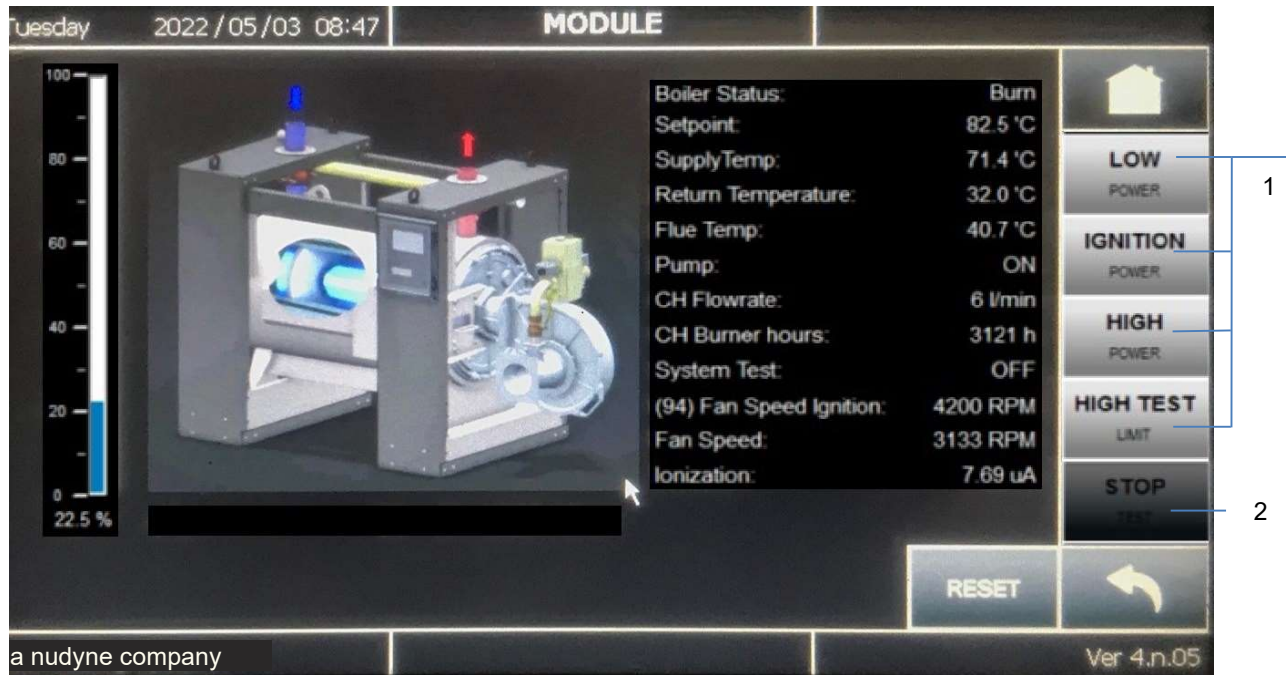 Tuesday 2022/05/03 08:47 MODULE
100
80
60
40
20
0
22.5 %
Boiler Status: Burn
Setpoint: 82.5 'C
SupplyTemp: 71.4 'C
Return Temperature: 32.0 'C
Flue Temp: 40.7 'C
Pump: ON
CH Flowrate: 6 l/min
CH Burner hours: 3121 h
System Test: OFF
(94) Fan Speed Ignition: 4200 RPM
Fan Speed: 3133 RPM
Ionization: 7.69 uA
LOW
POWER
IGNITION
POWER
HIGH
POWER
HIGH TEST
LIMIT
STOP
TEST
1
2
RESET
a nudyne company
Ver 4.n.05